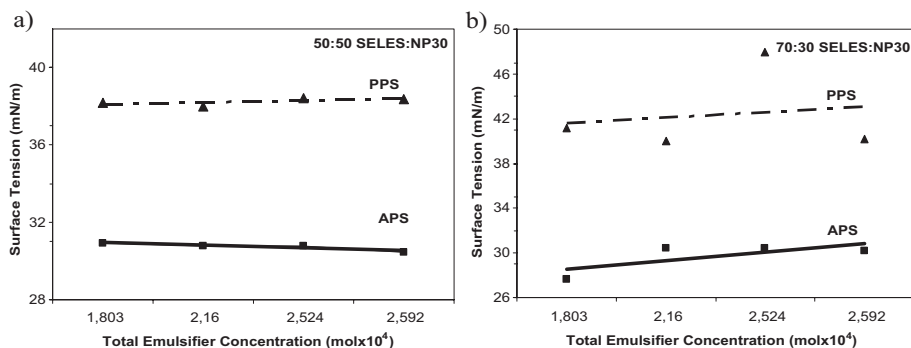 a)
50:50 SELES:NP30
Surface Tension (mN/m)
40
36
32
28
PPS
APS
1,803 2,16 2,524 2,592
Total Emulsifier Concentration (molx10⁴)
b)
70:30 SELES:NP30
Surface Tension (mN/m)
50
46
42
38
34
30
26
PPS
APS
1,803 2,16 2,524 2,592
Total Emulsifier Concentration (molx10⁴)